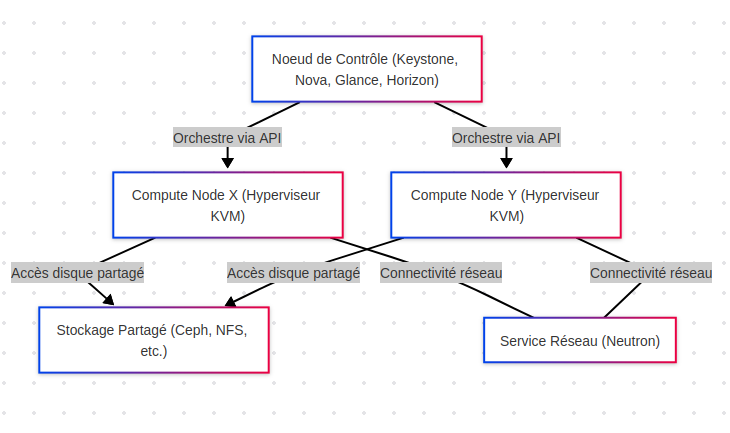 Noeud de Contrôle (Keystone,
Nova, Glance, Horizon)
Orchestre via API
Orchestre via API
Compute Node X (Hyperviseur
KVM)
Compute Node Y (Hyperviseur
KVM)
Accès disque partagé
Accès disque partagé
Connectivité réseau
Connectivité réseau
Stockage Partagé (Ceph, NFS,
etc.)
Service Réseau (Neutron)